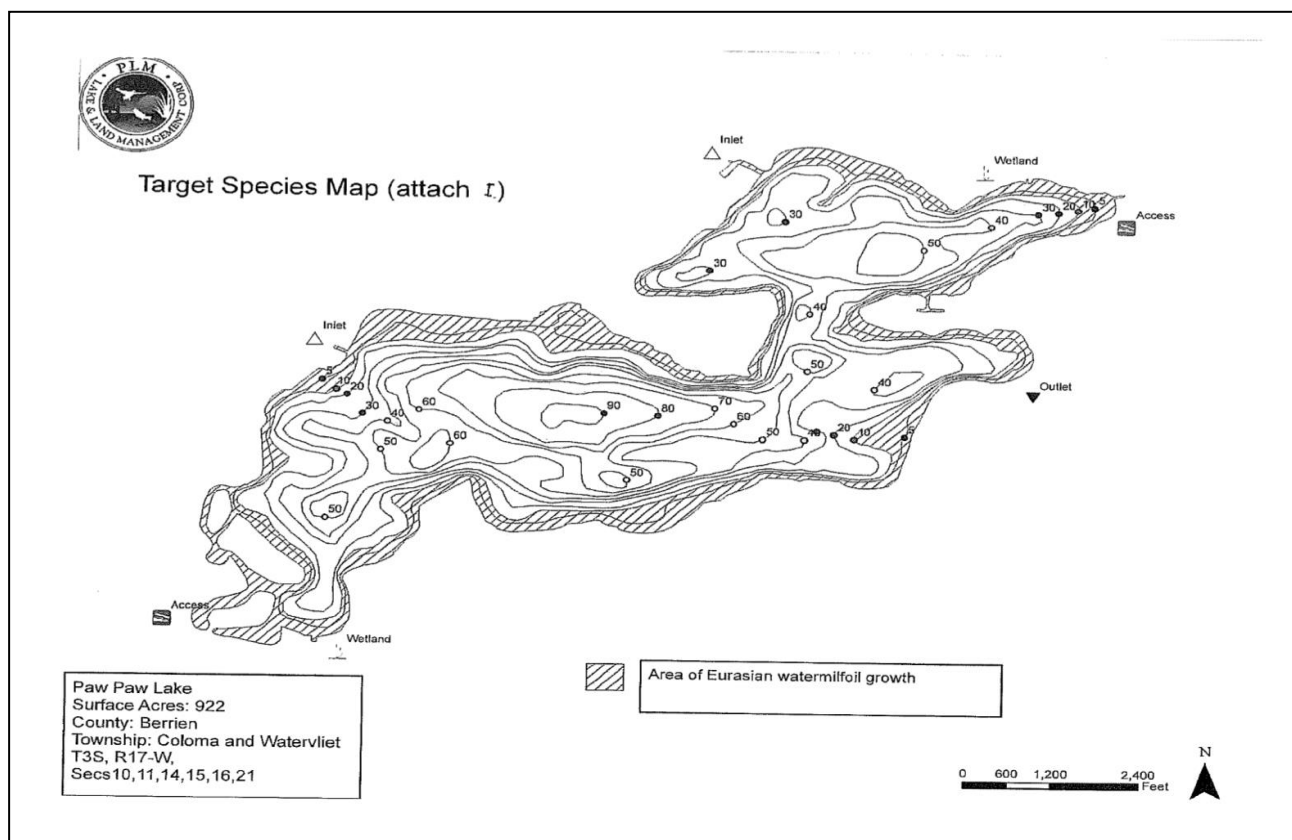 PLM
LAKE & LAND MANAGEMENT CORP
Target Species Map (attach I.)
Inlet
Wetland
30
40
30
20
10
5
Access
50
30
40
Inlet
50
5
10
20
30
40
60
90
80
70
60
40
Outlet
50
60
50
40
20
10
5
50
50
Access
Wetland
Paw Paw Lake
Surface Acres: 922
County: Berrien
Township: Coloma and Watervliet
T3S, R17-W,
Secs10,11,14,15,16,21
Area of Eurasian watermilfoil growth
N
0 600 1,200 2,400
Feet